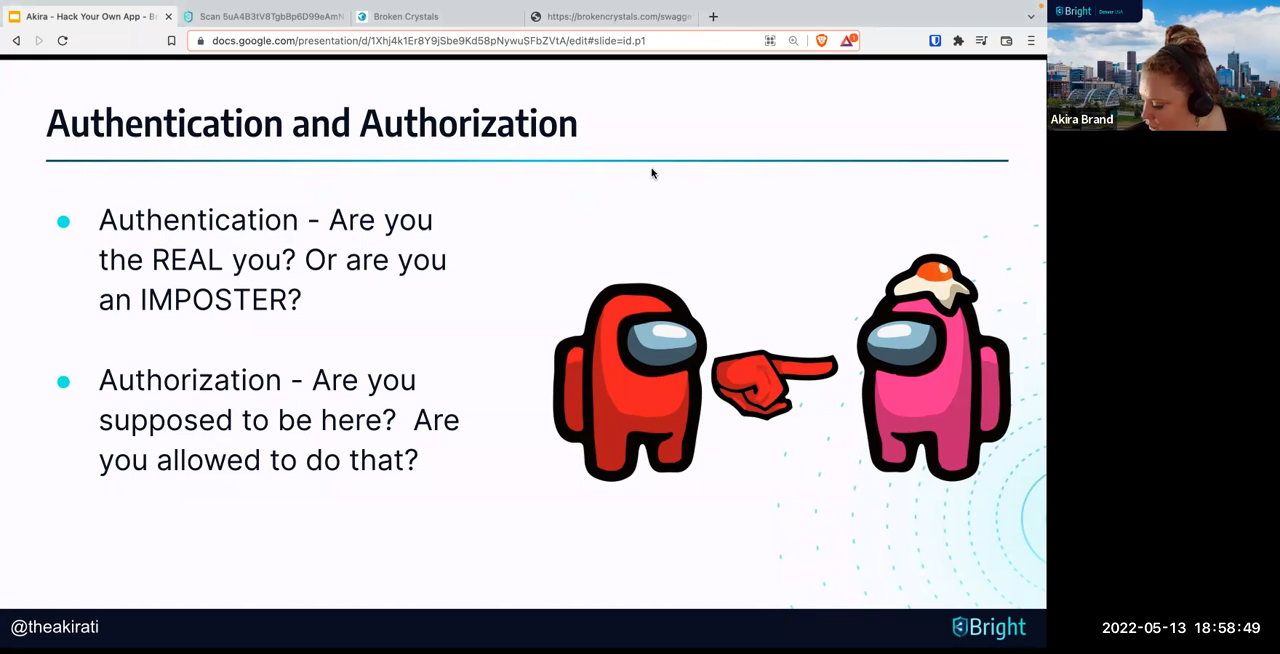 Akira - Hack Your Own App - B
Scan 5uA4B3tV8TgbBp6D99eAm
Broken Crystals
https://brokencrystals.com/swagg
docs.google.com/presentation/d/1Xhj4k1Er8Y9jSbe9Kd58pNywuSFbZVtA/edit#slide=id.p1
Bright
Denver USA
Akira Brand
Authentication and Authorization
Authentication - Are you
the REAL you? Or are you
an IMPOSTER?
Authorization - Are you
supposed to be here? Are
you allowed to do that?
@theakirati
Bright
2022-05-13 18:58:49